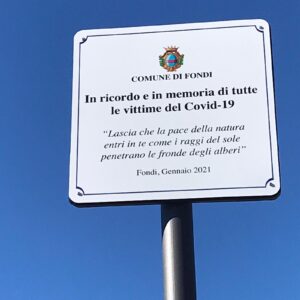 COMUNE DI FONDI
In ricordo e in memoria di tutte
le vittime del Covid-19
“Lascia che la pace della natura
entri in te come i raggi del sole
penetrano le fronde degli alberi”
Fondi, Gennaio 2021